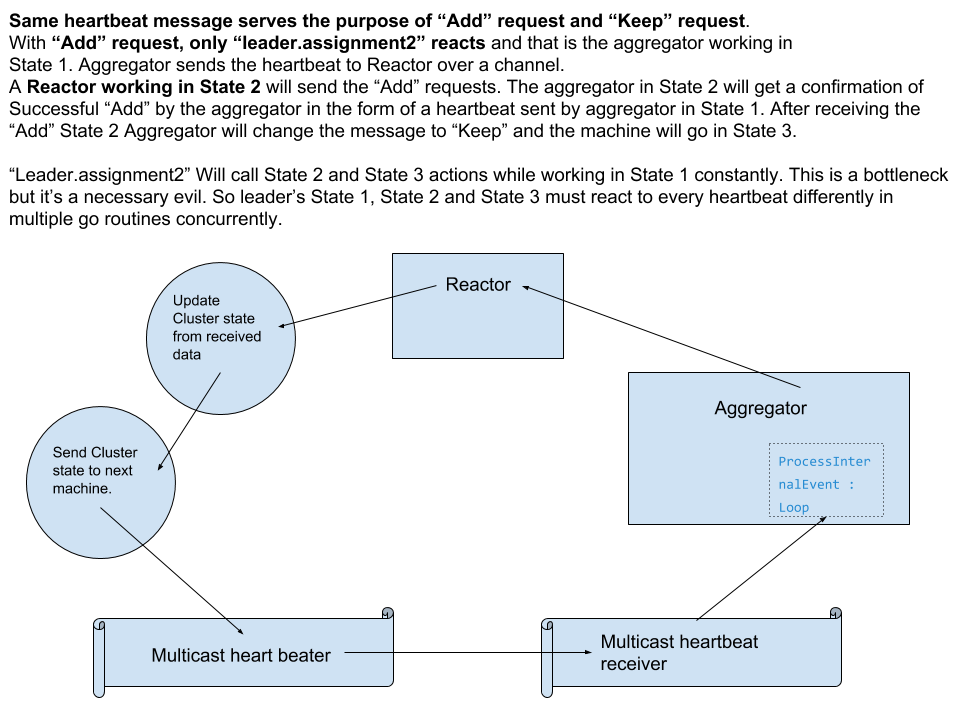 Same heartbeat message serves the purpose of “Add” request and “Keep” request.
With “Add” request, only “leader.assignment2” reacts and that is the aggregator working in
State 1. Aggregator sends the heartbeat to Reactor over a channel.
A Reactor working in State 2 will send the “Add” requests. The aggregator in State 2 will get a confirmation of
Successful “Add” by the aggregator in the form of a heartbeat sent by aggregator in State 1. After receiving the
“Add” State 2 Aggregator will change the message to “Keep” and the machine will go in State 3.
“Leader.assignment2” Will call State 2 and State 3 actions while working in State 1 constantly. This is a bottleneck
but it’s a necessary evil. So leader’s State 1, State 2 and State 3 must react to every heartbeat differently in
multiple go routines concurrently.
Reactor
Update
Cluster state
from received
data
Aggregator
ProcessInter
nalEvent :
Loop
Send Cluster
state to next
machine.
Multicast heart beater
Multicast heartbeat
receiver